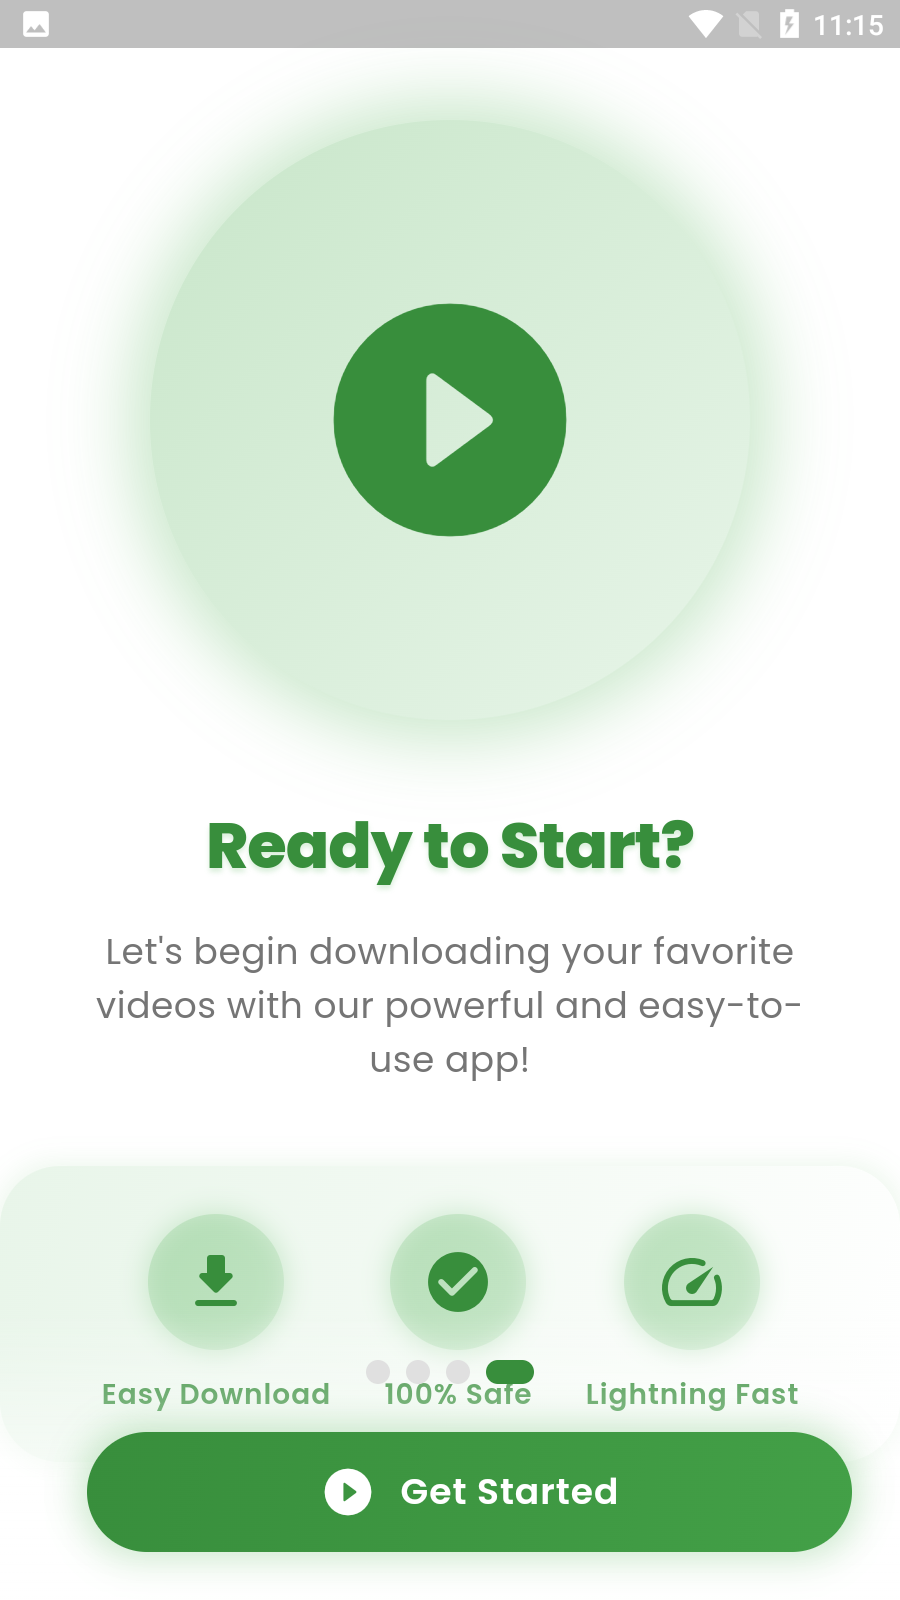 11:15
Ready to Start?
Let's begin downloading your favorite
videos with our powerful and easy-to-
use app!
Easy Download
100% Safe
Lightning Fast
Get Started